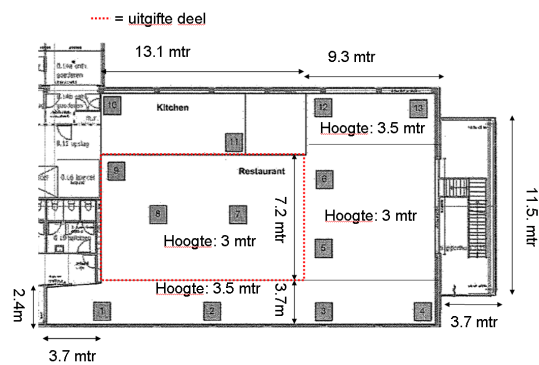 = uitgifte deel
13.1 mtr
9.3 mtr
10
Kitchen
12
13
Hoogte: 3.5 mtr
11
9
Restaurant
6
8
7
7.2 mtr
Hoogte: 3 mtr
Hoogte: 3 mtr
11.5. mtr
5
Hoogte: 3.5 mtr
2.4m
3.7m
1
2
3
4
3.7 mtr
3.7 mtr